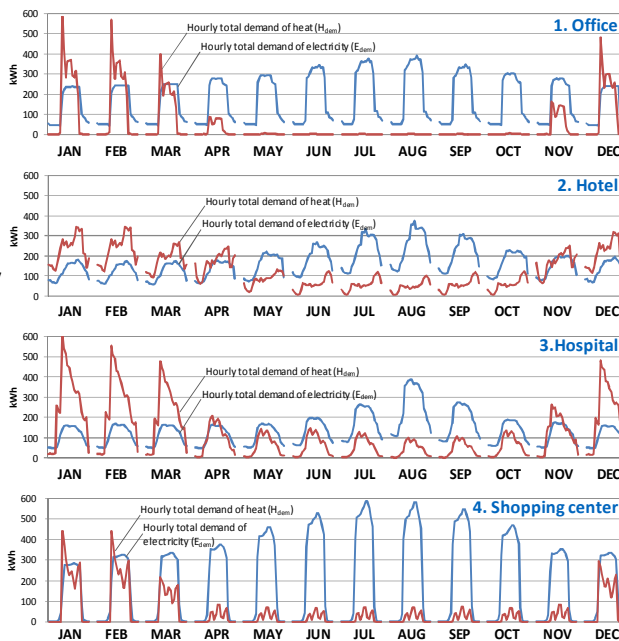 1. Office
600
500
400
300
200
100
0
kWh
Hourly total demand of heat (Hdem)
Hourly total demand of electricity (Edem)
JAN FEB MAR APR MAY JUN JUL AUG SEP OCT NOV DEC
2. Hotel
600
500
400
300
200
100
0
kWh
Hourly total demand of heat (Hdem)
Hourly total demand of electricity (Edem)
JAN FEB MAR APR MAY JUN JUL AUG SEP OCT NOV DEC
3.Hospital
600
500
400
300
200
100
0
kWh
Hourly total demand of heat (Hdem)
Hourly total demand of electricity (Edem)
JAN FEB MAR APR MAY JUN JUL AUG SEP OCT NOV DEC
4. Shopping center
600
500
400
300
200
100
0
kWh
Hourly total demand of heat (Hdem)
Hourly total demand of
electricity (Edem)
JAN FEB MAR APR MAY JUN JUL AUG SEP OCT NOV DEC